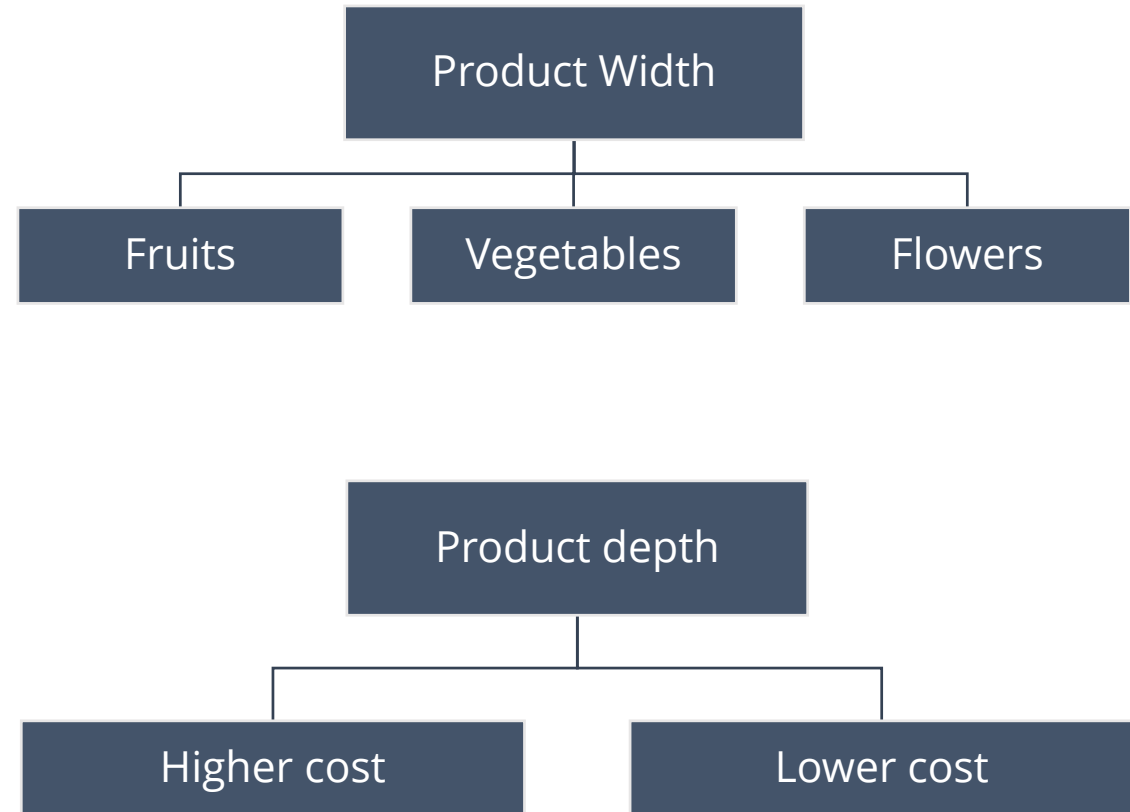 Product Width
Fruits
Vegetables
Flowers
Product depth
Higher cost
Lower cost